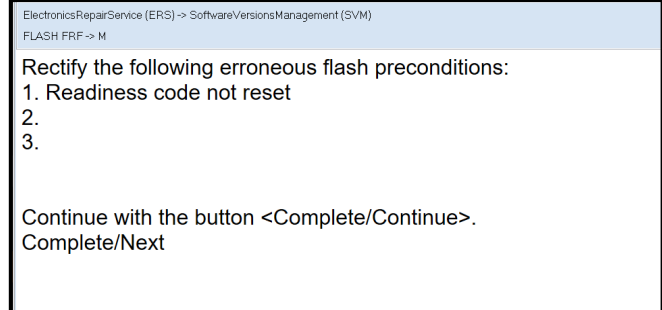 ElectronicsRepairService (ERS) -> SoftwareVersionsManagement (SVM)
FLASH FRF -> M
Rectify the following erroneous flash preconditions:
1. Readiness code not reset
2.
3.
Continue with the button <Complete/Continue>.
Complete/Next